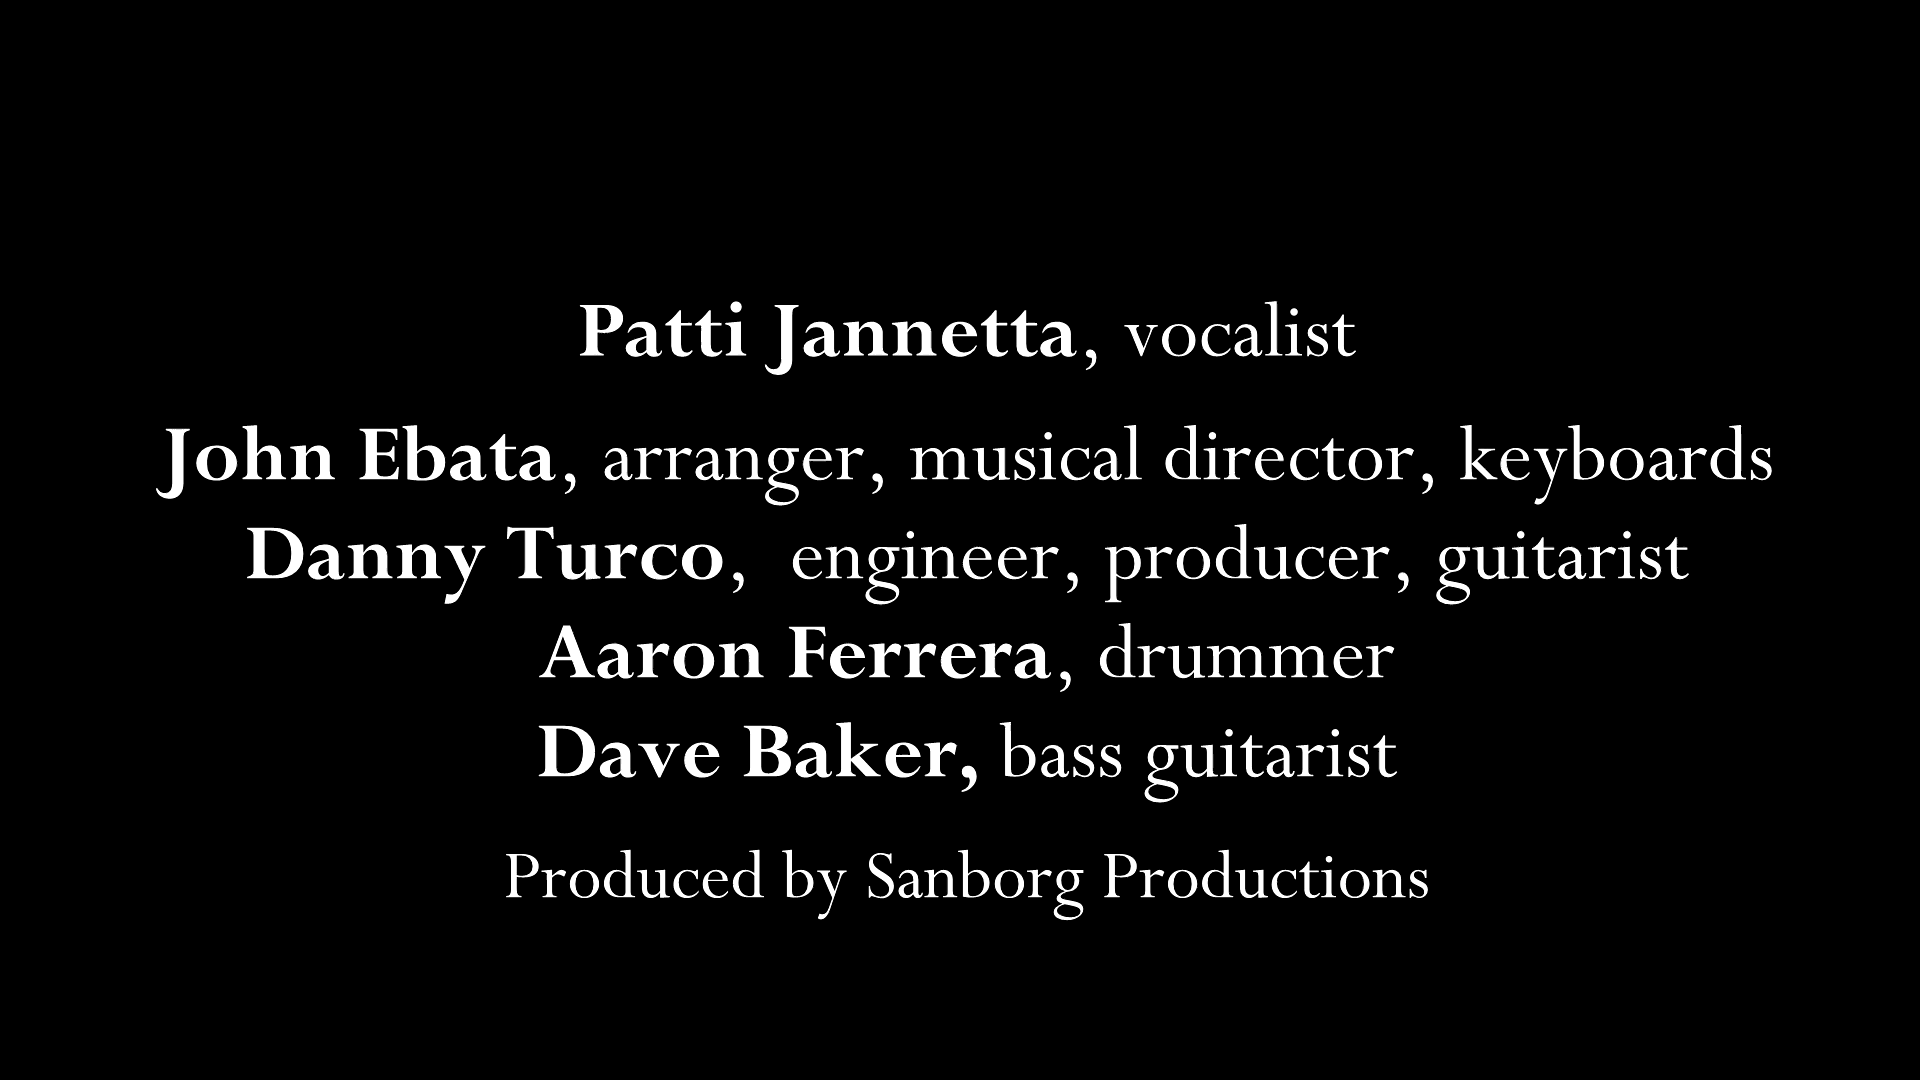 Patti Jannetta, vocalist
John Ebata, arranger, musical director, keyboards
Danny Turco,  engineer, producer, guitarist
Aaron Ferrera, drummer
Dave Baker, bass guitarist
Produced by Sanborg Productions